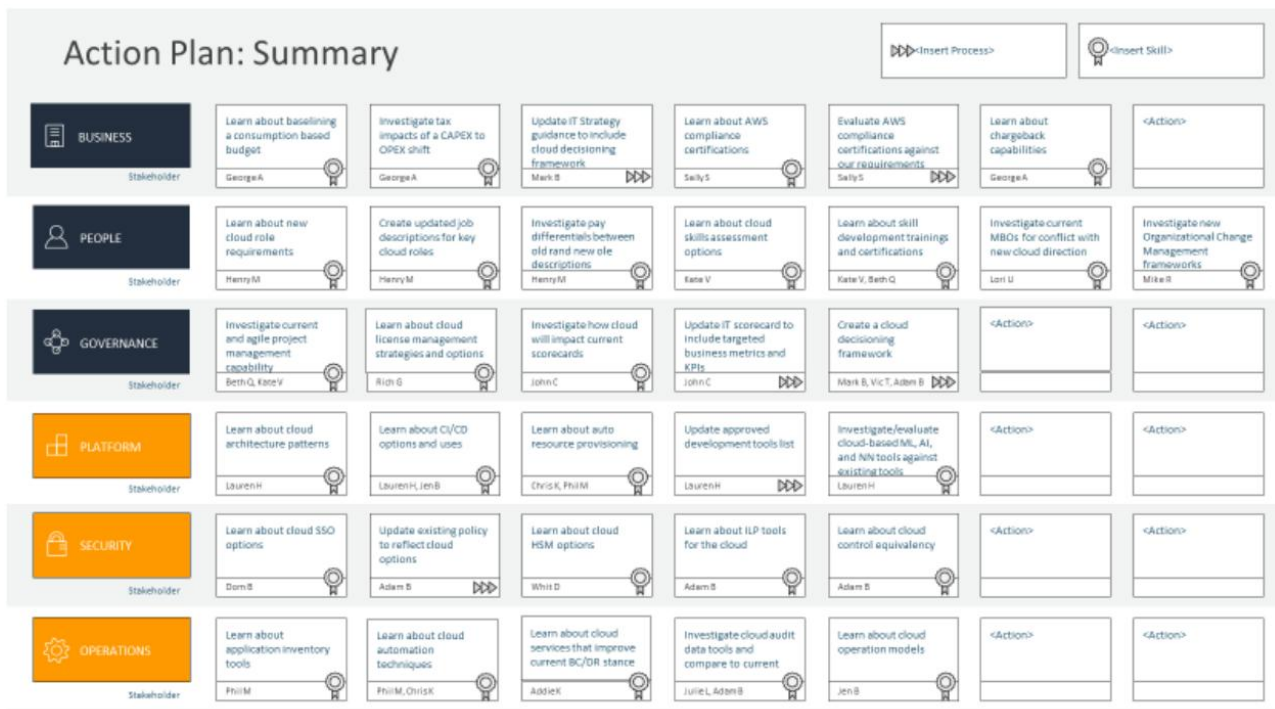 Action Plan: Summary
<Insert Process>
<Insert Skill>
BUSINESS
Stakeholder
Learn about baselining
a consumption based
budget
George A
Investigate tax
impacts of a CAPEX to
OPEX shift
George A
Update IT Strategy
guidance to include
cloud decisioning
framework
Mark B
Learn about AWS
compliance
certifications
Sally S
Evaluate AWS
compliance
certifications against
our requirements
Sally S
Learn about
chargeback
capabilities
George A
<Action>
PEOPLE
Stakeholder
Learn about new
cloud role
requirements
Henry M
Create updated job
descriptions for key
cloud roles
Henry M
Investigate pay
differentials between
old rand new ole
descriptions
Henry M
Learn about cloud
skills assessment
options
Kate V
Learn about skill
development trainings
and certifications
Kate V, Beth Q
Investigate current
MBOs for conflict with
new cloud direction
Lori U
Investigate new
Organizational Change
Management
frameworks
Mike R
GOVERNANCE
Stakeholder
Investigate current
and agile project
management
capability
Beth Q, Kate V
Learn about cloud
license management
strategies and options
Rich G
Investigate how cloud
will impact current
scorecards
John C
Update IT scorecard to
include targeted
business metrics and
KPIs
John C
Create a cloud
decisioning
framework
Mark B, Vic T, Adam B
<Action>
<Action>
PLATFORM
Stakeholder
Learn about cloud
architecture patterns
Lauren H
Learn about CI/CD
options and uses
Lauren H, Jen B
Learn about auto
resource provisioning
Chris K, Phil M
Update approved
development tools list
Lauren H
Investigate/evaluate
cloud-based ML, AI,
and NN tools against
existing tools
Lauren H
<Action>
<Action>
SECURITY
Stakeholder
Learn about cloud SSO
options
Dom B
Update existing policy
to reflect cloud
options
Adam B
Learn about cloud
HSM options
Whit D
Learn about ILP tools
for the cloud
Adam B
Learn about cloud
control equivalency
Adam B
<Action>
<Action>
OPERATIONS
Stakeholder
Learn about
application inventory
tools
Phil M
Learn about cloud
automation
techniques
Phil M, Chris K
Learn about cloud
services that improve
current BC/DR stance
Addie K
Investigate cloud audit
data tools and
compare to current
Julie L, Adam B
Learn about cloud
operation models
Jen B
<Action>
<Action>